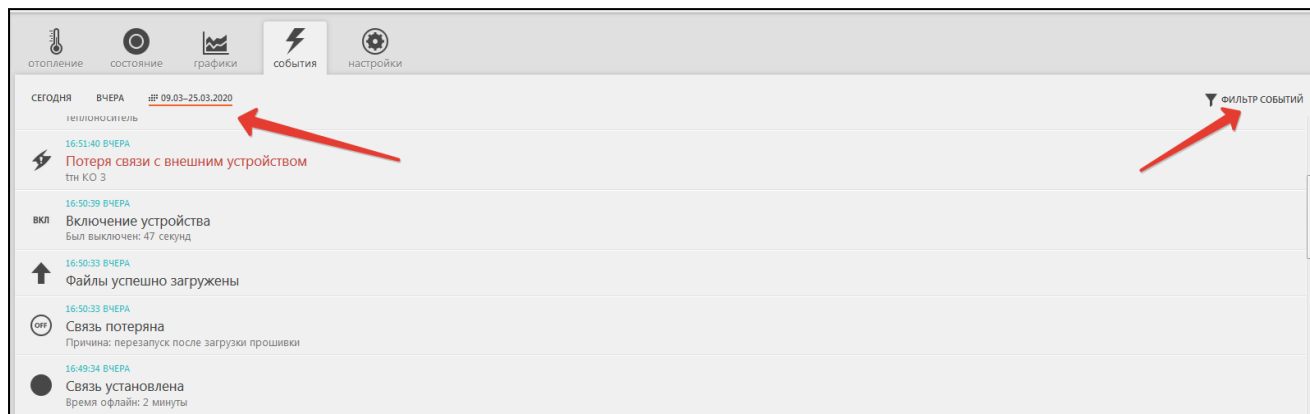 отопление
состояние
графики
события
настройки
СЕГОДНЯ
ВЧЕРА
09.03–25.03.2020
ФИЛЬТР СОБЫТИЙ
теплоноситель
16:51:40 ВЧЕРА
Потеря связи с внешним устройством
ttн КО 3
16:50:39 ВЧЕРА
ВКЛ
Включение устройства
Был выключен: 47 секунд
16:50:33 ВЧЕРА
Файлы успешно загружены
16:50:33 ВЧЕРА
OFF
Связь потеряна
Причина: перезапуск после загрузки прошивки
16:49:34 ВЧЕРА
Связь установлена
Время офлайн: 2 минуты